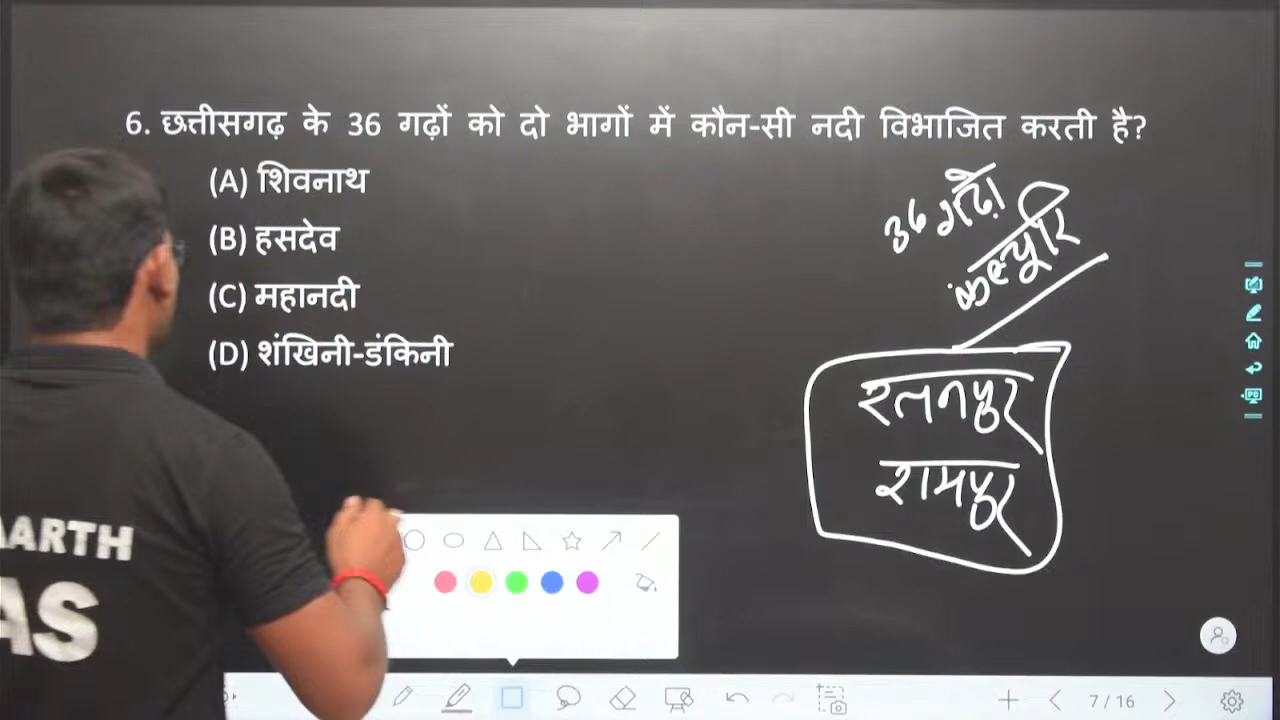 6. छत्तीसगढ़ के 36 गढ़ों को दो भागों में कौन-सी नदी विभाजित करती है?
(A) शिवनाथ
(B) हसदेव
(C) महानदी
(D) शंखिनी-डंकिनी
36 गढ़ो
कल्चूरि
रतनपुर
रायपुर
AARTH
AS
7 / 16